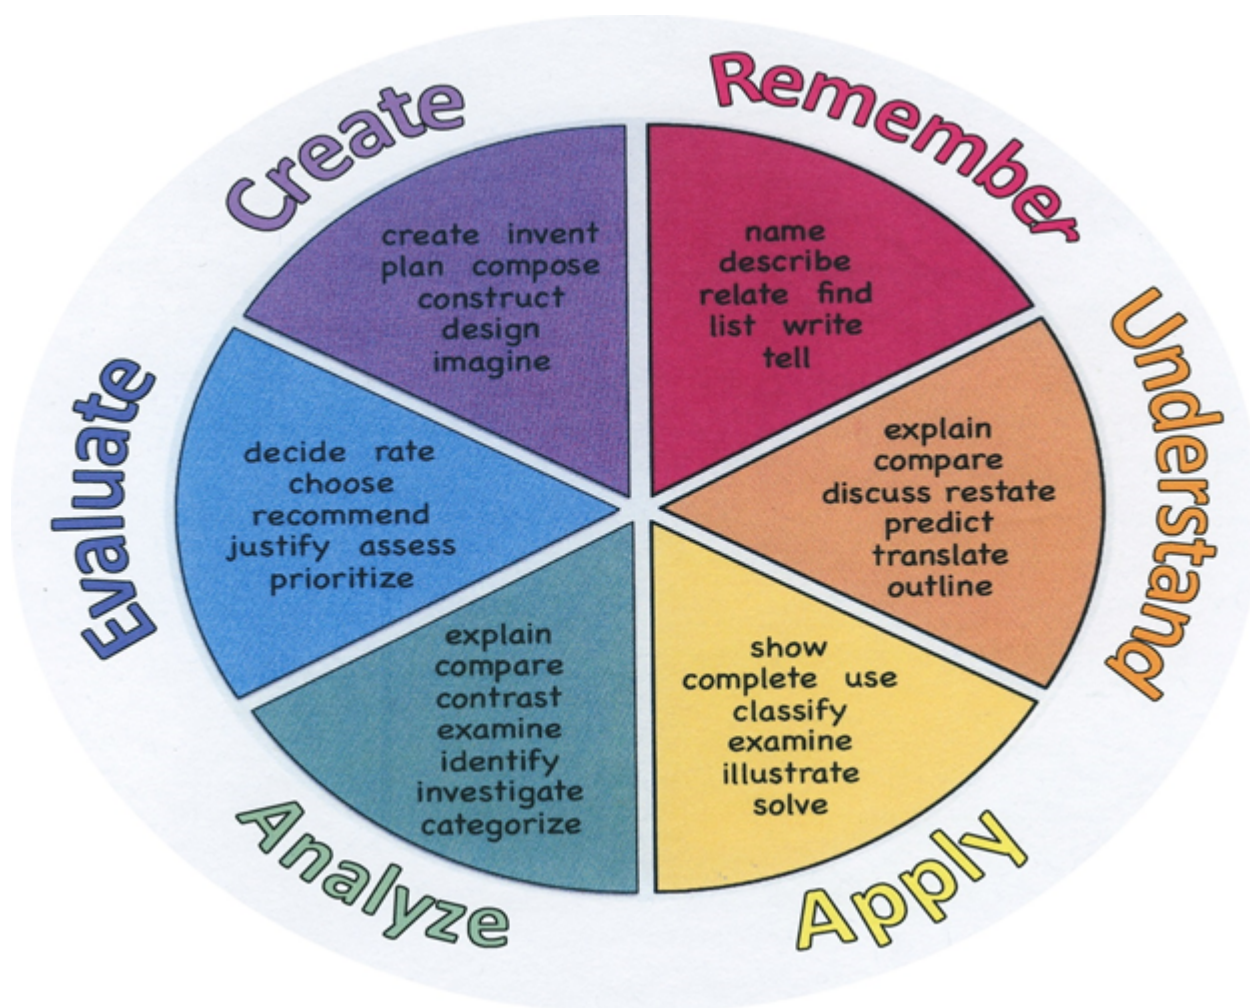 Remember
name
describe
relate find
list write
tell
Understand
explain
compare
discuss restate
predict
translate
outline
Apply
show
complete use
classify
examine
illustrate
solve
Analyze
explain
compare
contrast
examine
identify
investigate
categorize
Evaluate
decide rate
choose
recommend
justify assess
prioritize
Create
create invent
plan compose
construct
design
imagine